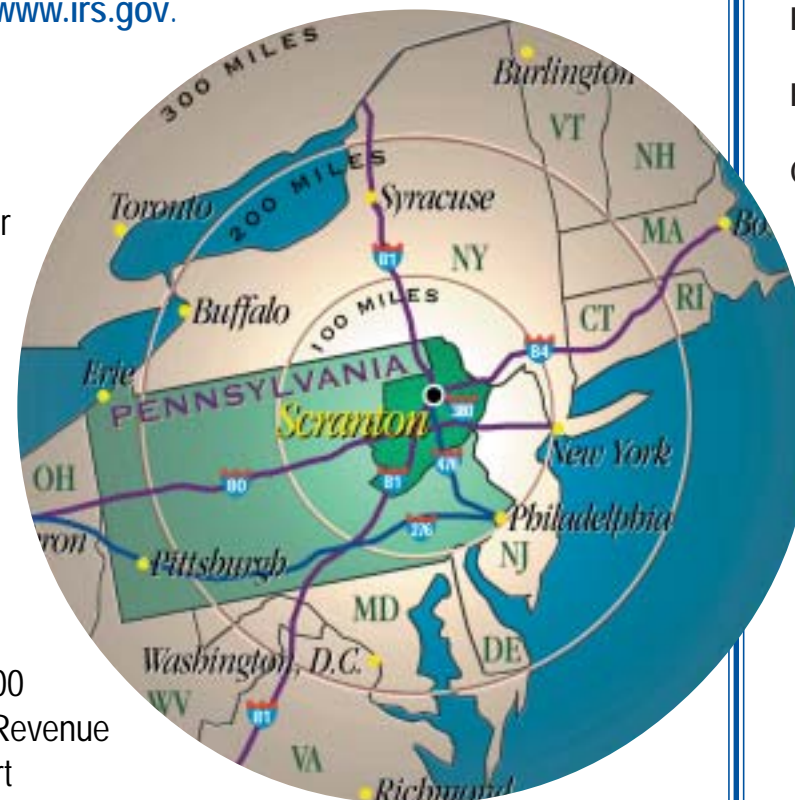 www.irs.gov.
300 MILES
Burlington
VT
NH
200 MILES
Toronto
Syracuse
MA
81
NY
100 MILES
CT
RI
Buffalo
84
Erie
PENNSYLVANIA
380
Scranton
New York
OH
80
81
476
276
Philadelphia
Pittsburgh
NJ
MD
Washington, D.C.
DE
00
WV
Revenue
81
VA
Richmond